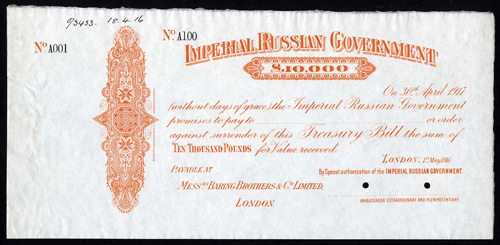 9/3433. 18.4.16
No. A001
No. A100
IMPERIAL RUSSIAN GOVERNMENT
£.10,000
On 30th April 1917
(without days of grace) the Imperial Russian Government
promises to pay to or order
against surrender of this Treasury Bill the sum of
TEN THOUSAND POUNDS for Value received.
LONDON. 1st May 1916
PAYABLE AT
By Special authorization of the IMPERIAL RUSSIAN GOVERNMENT.
MESSRS BARING BROTHERS & Co LIMITED.
LONDON.
AMBASSADOR EXTRAORDINARY AND PLENIPOTENTIARY.